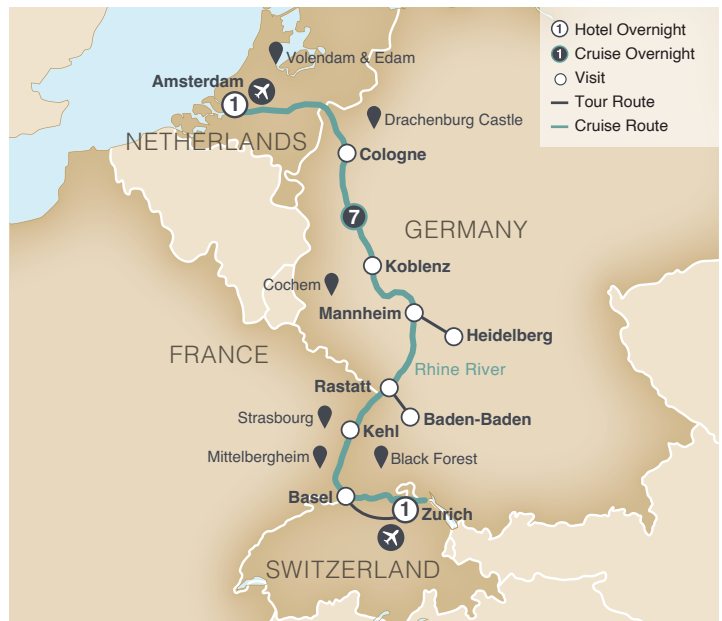 1 Hotel Overnight
1 Cruise Overnight
Visit
Tour Route
Cruise Route
Volendam & Edam
Amsterdam
1
NETHERLANDS
Drachenburg Castle
Cologne
7
GERMANY
Koblenz
Cochem
Mannheim
Heidelberg
FRANCE
Rhine River
Rastatt
Baden-Baden
Strasbourg
Kehl
Mittelbergheim
Black Forest
Basel
1
Zurich
SWITZERLAND